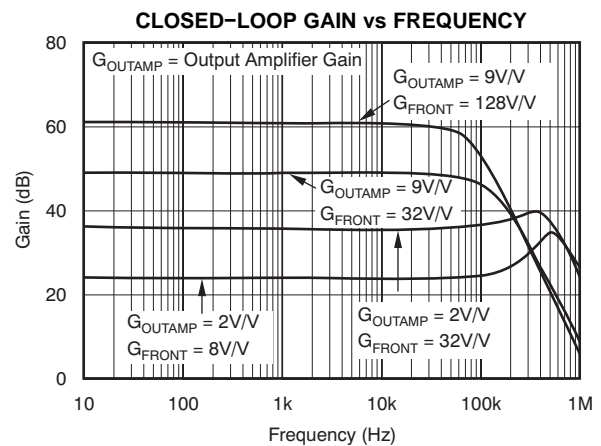 CLOSED−LOOP GAIN vs FREQUENCY
80
60
40
20
0
Gain (dB)
G_OUTAMP = Output Amplifier Gain
G_OUTAMP = 9V/V
G_FRONT = 128V/V
G_OUTAMP = 9V/V
G_FRONT = 32V/V
G_OUTAMP = 2V/V
G_FRONT = 8V/V
G_OUTAMP = 2V/V
G_FRONT = 32V/V
10 100 1k 10k 100k 1M
Frequency (Hz)